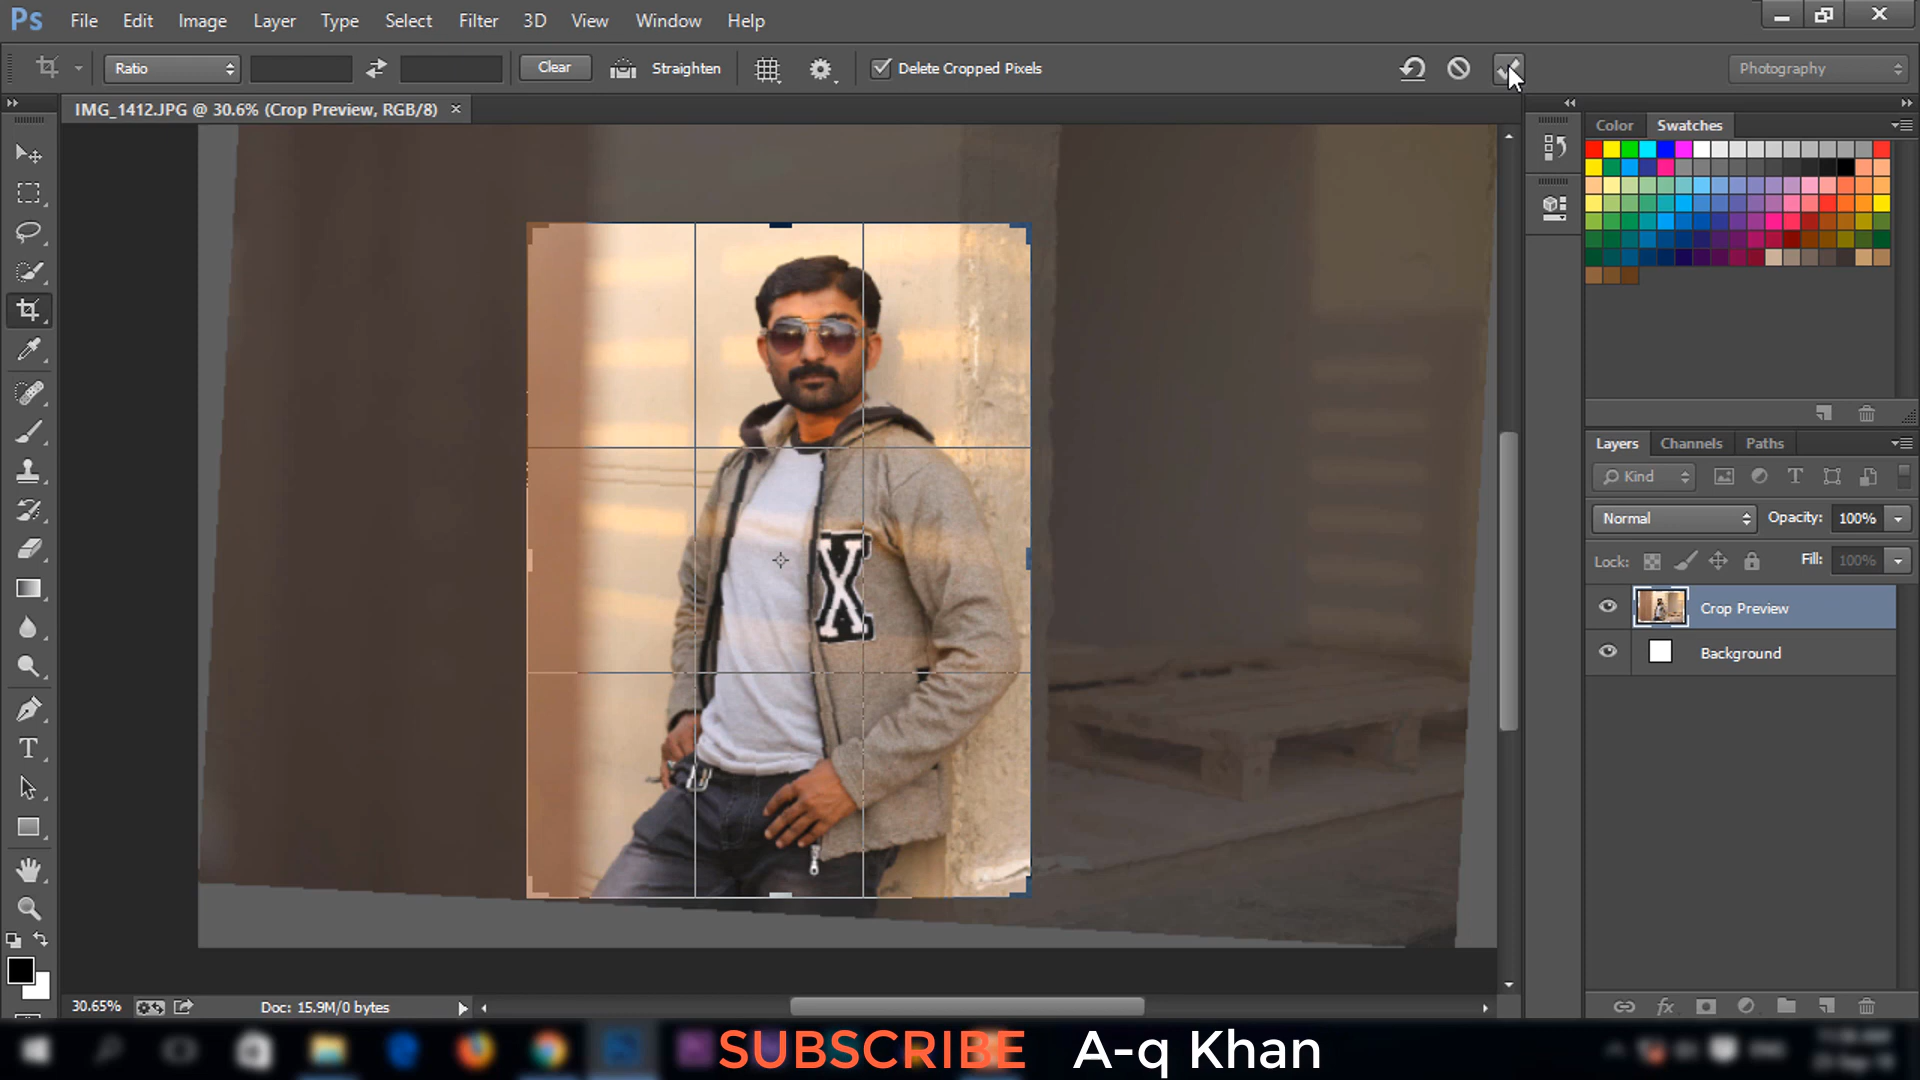 Ps File Edit Image Layer Type Select Filter 3D View Window Help
Ratio Clear Straighten Delete Cropped Pixels Photography
IMG_1412.JPG @ 30.6% (Crop Preview, RGB/8) ×
Color Swatches
X
Layers Channels Paths
Kind
Normal Opacity: 100%
Lock: Fill: 100%
Crop Preview
Background
30.65% Doc: 15.9M/0 bytes
SUBSCRIBE A-q Khan